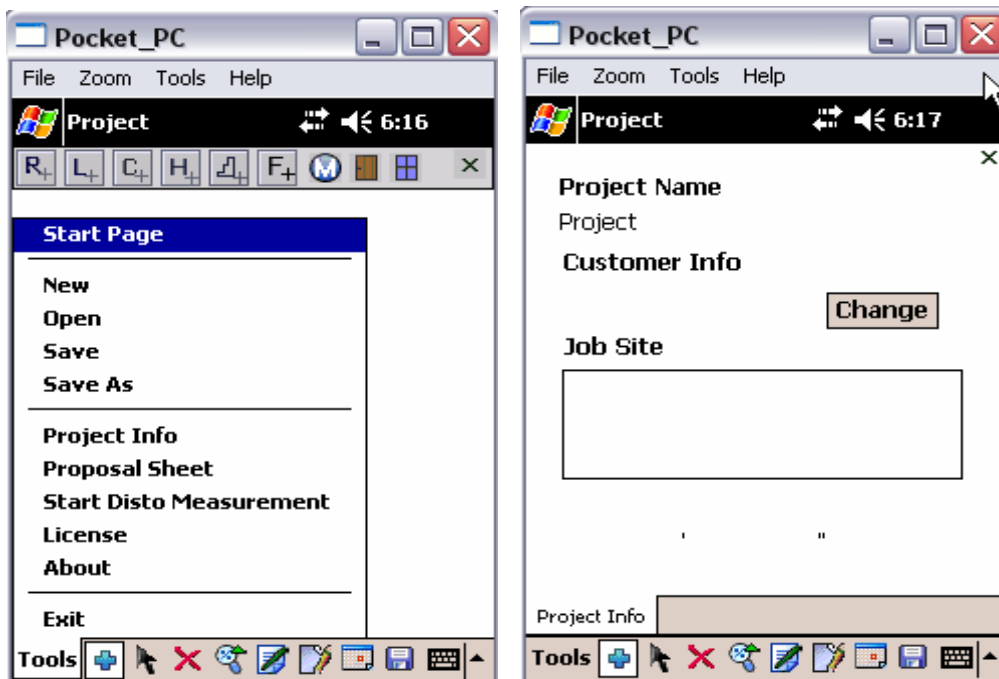 Pocket_PC
File Zoom Tools Help
Project 6:16
R+ L+ C+ H+ F+ M
Start Page
New
Open
Save
Save As
Project Info
Proposal Sheet
Start Disto Measurement
License
About
Exit
Tools
Pocket_PC
File Zoom Tools Help
Project 6:17
Project Name
Project
Customer Info
Change
Job Site
' "
Project Info
Tools